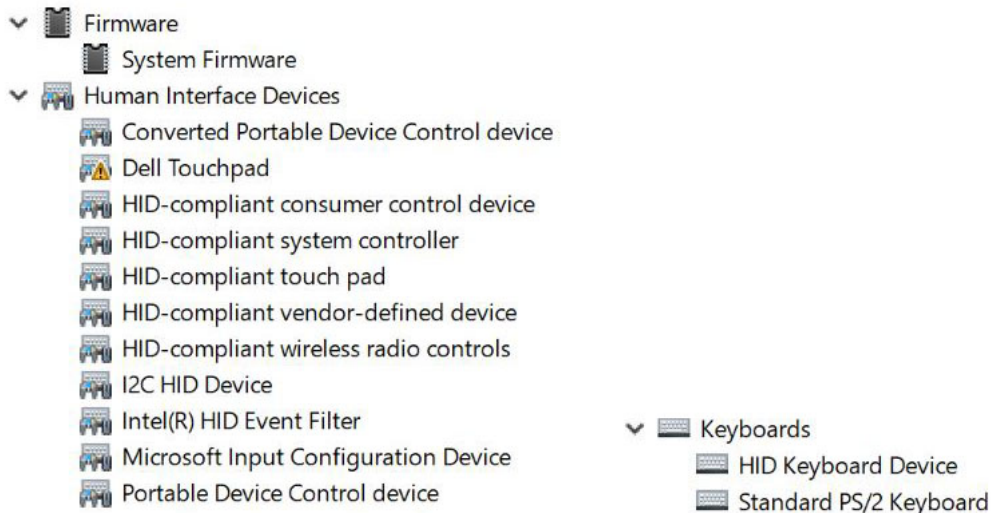 Firmware
System Firmware
Human Interface Devices
Converted Portable Device Control device
Dell Touchpad
HID-compliant consumer control device
HID-compliant system controller
HID-compliant touch pad
HID-compliant vendor-defined device
HID-compliant wireless radio controls
I2C HID Device
Intel(R) HID Event Filter
Microsoft Input Configuration Device
Portable Device Control device
Keyboards
HID Keyboard Device
Standard PS/2 Keyboard